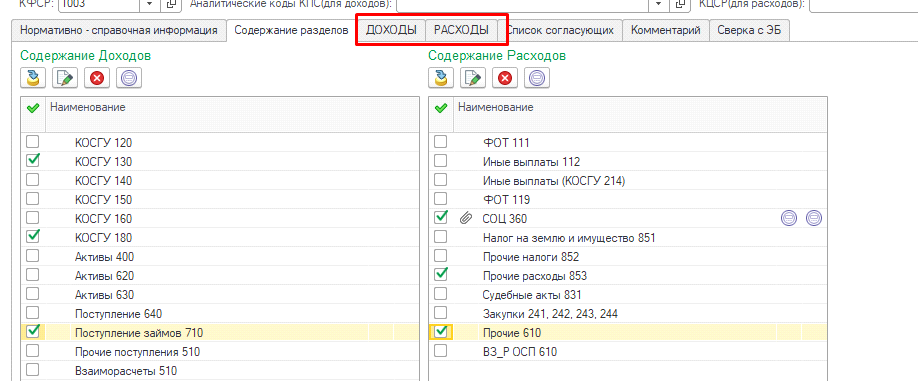 КФСР: 1003 Аналитические коды КПС(для доходов): КЦСР(для расходов):
Нормативно - справочная информация Содержание разделов ДОХОДЫ РАСХОДЫ Список согласующих Комментарий Сверка с ЭБ
Содержание Доходов
Наименование
КОСГУ 120
КОСГУ 130
КОСГУ 140
КОСГУ 150
КОСГУ 160
КОСГУ 180
Активы 400
Активы 620
Активы 630
Поступление 640
Поступление займов 710
Прочие поступления 510
Взаиморасчеты 510
Содержание Расходов
Наименование
ФОТ 111
Иные выплаты 112
Иные выплаты (КОСГУ 214)
ФОТ 119
СОЦ 360
Налог на землю и имущество 851
Прочие налоги 852
Прочие расходы 853
Судебные акты 831
Закупки 241, 242, 243, 244
Прочие 610
ВЗ_Р ОСП 610